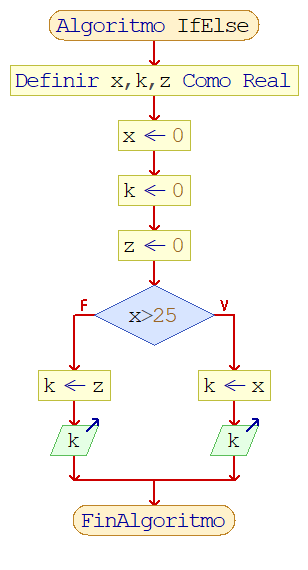 Algoritmo IfElse
Definir x,k,z Como Real
x ← 0
k ← 0
z ← 0
x>25
F
V
k ← z
k ← x
k
k
FinAlgoritmo